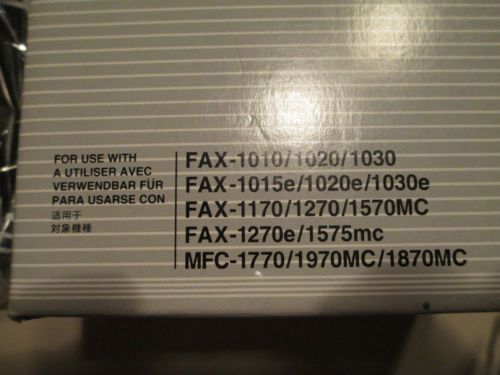 FOR USE WITH
A UTILISER AVEC
VERWENDBAR FÜR
PARA USARSE CON
适用于
対象機種
FAX-1010/1020/1030
FAX-1015e/1020e/1030e
FAX-1170/1270/1570MC
FAX-1270e/1575mc
MFC-1770/1970MC/1870MC